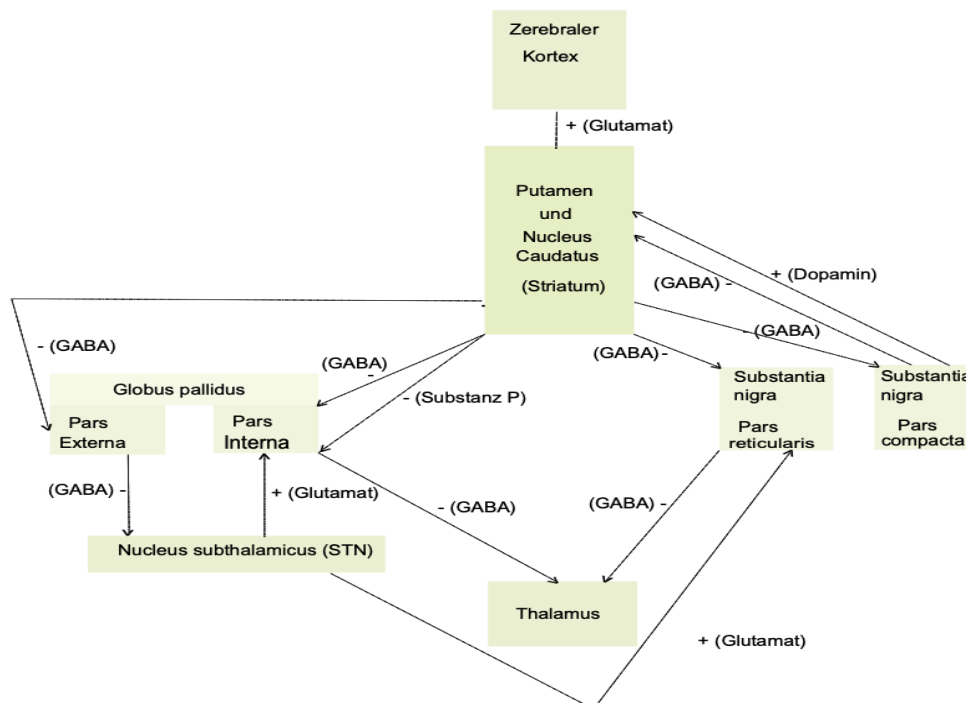 Zerebraler
Kortex
+ (Glutamat)
Putamen
und
Nucleus
Caudatus
(Striatum)
+ (Dopamin)
(GABA) -
-
- (GABA)
- (GABA)
(GABA) -
(GABA)
-
- (Substanz P)
Globus pallidus
Pars
Externa
Pars
Interna
Substantia
nigra
Pars
reticularis
Substantia
nigra
Pars
compacta
(GABA) -
+ (Glutamat)
- (GABA)
(GABA) -
Nucleus subthalamicus (STN)
Thalamus
+ (Glutamat)